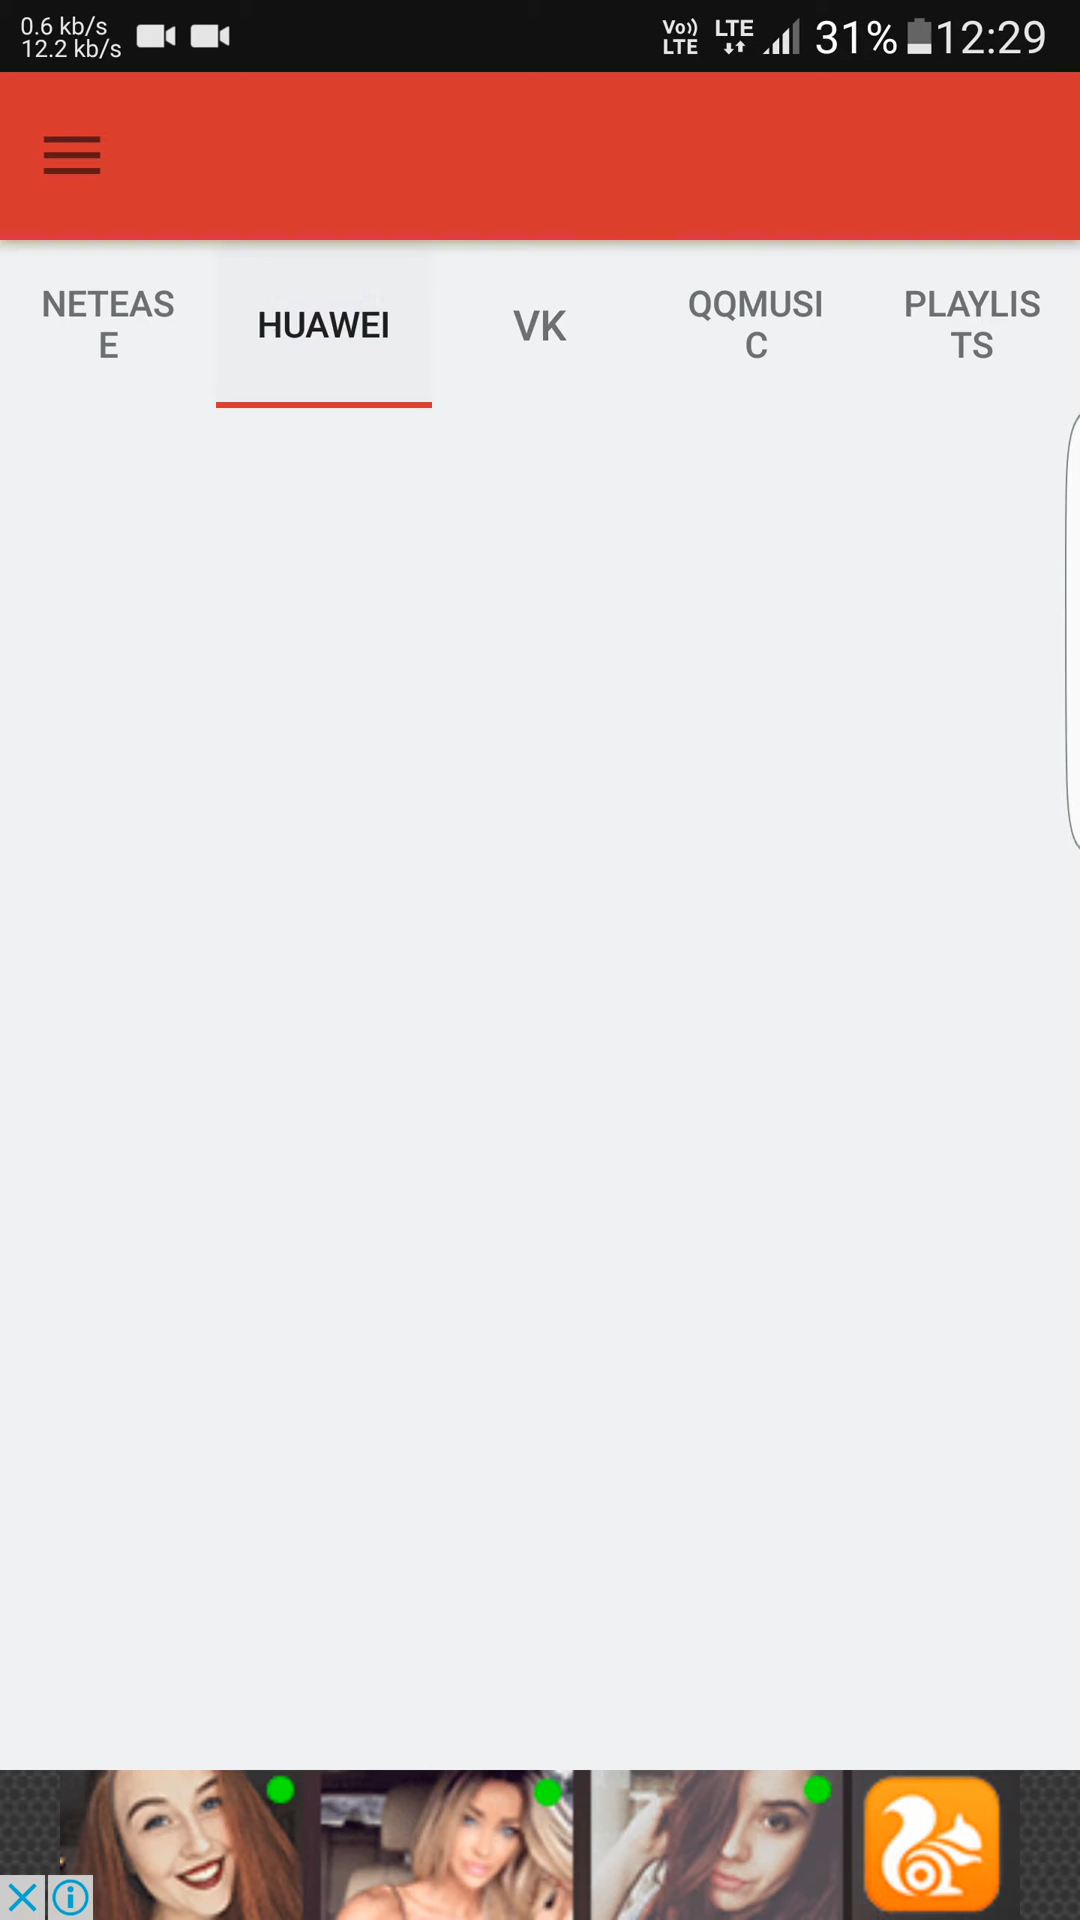 0.6 kb/s
12.2 kb/s
Vo))
LTE
LTE
31%
12:29
NETEAS
E
HUAWEI
VK
QQMUSI
C
PLAYLIS
TS